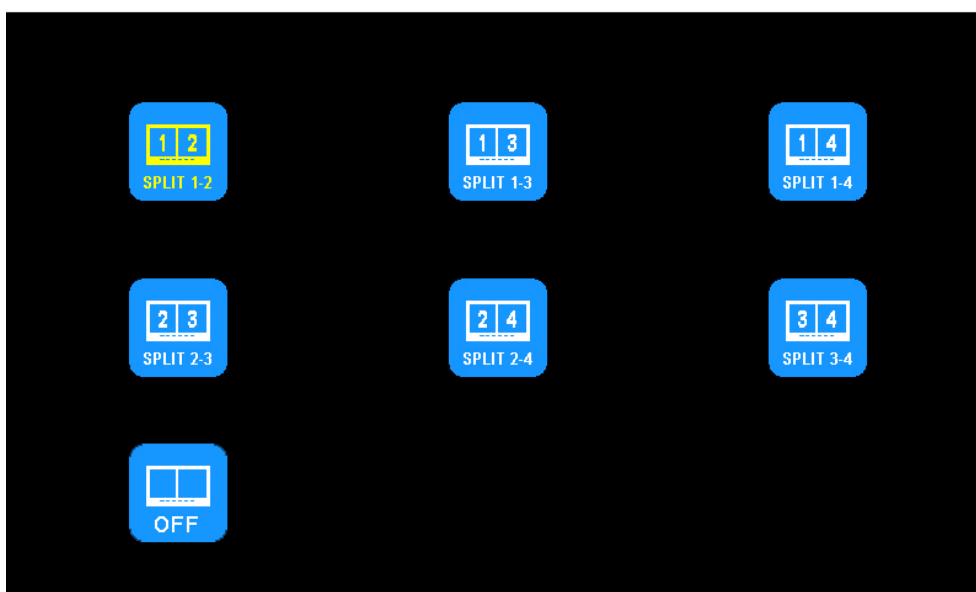 1 2
SPLIT 1-2
1 3
SPLIT 1-3
1 4
SPLIT 1-4
2 3
SPLIT 2-3
2 4
SPLIT 2-4
3 4
SPLIT 3-4
OFF